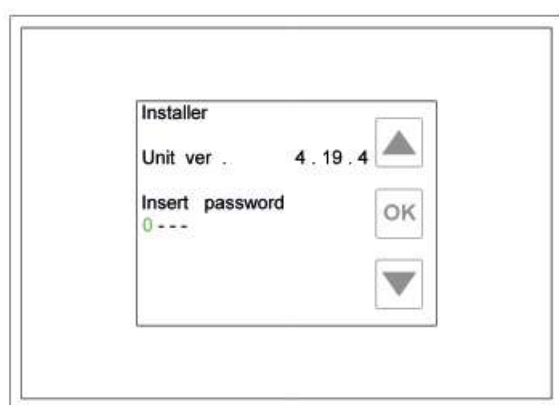 Installer
Unit ver . 4 . 19 . 4
Insert password
0 - - -
OK